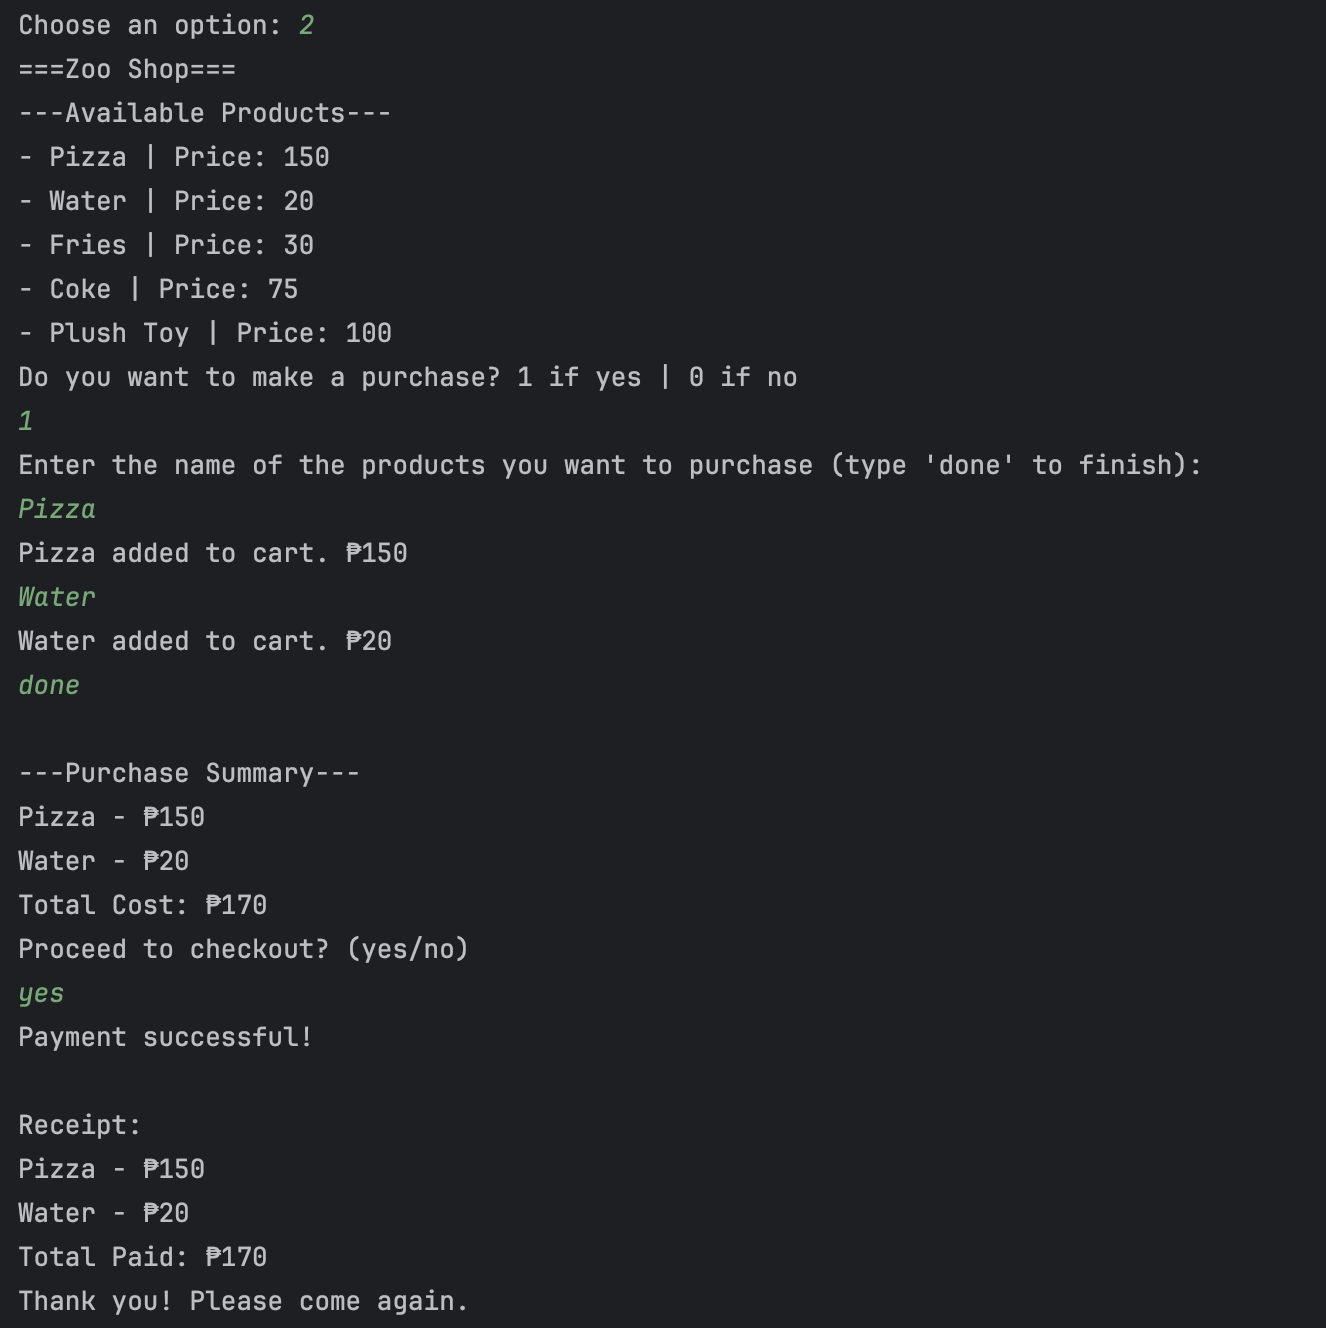 Choose an option: 2
===Zoo Shop===
---Available Products---
- Pizza | Price: 150
- Water | Price: 20
- Fries | Price: 30
- Coke | Price: 75
- Plush Toy | Price: 100
Do you want to make a purchase? 1 if yes | 0 if no
1
Enter the name of the products you want to purchase (type 'done' to finish):
Pizza
Pizza added to cart. ₱150
Water
Water added to cart. ₱20
done

---Purchase Summary---
Pizza - ₱150
Water - ₱20
Total Cost: ₱170
Proceed to checkout? (yes/no)
yes
Payment successful!

Receipt:
Pizza - ₱150
Water - ₱20
Total Paid: ₱170
Thank you! Please come again.